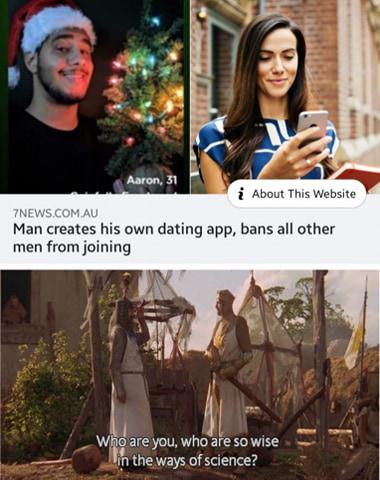 Aaron, 31
About This Website
7NEWS.COM.AU
Man creates his own dating app, bans all other
men from joining
Who are you, who are so wise
in the ways of science?